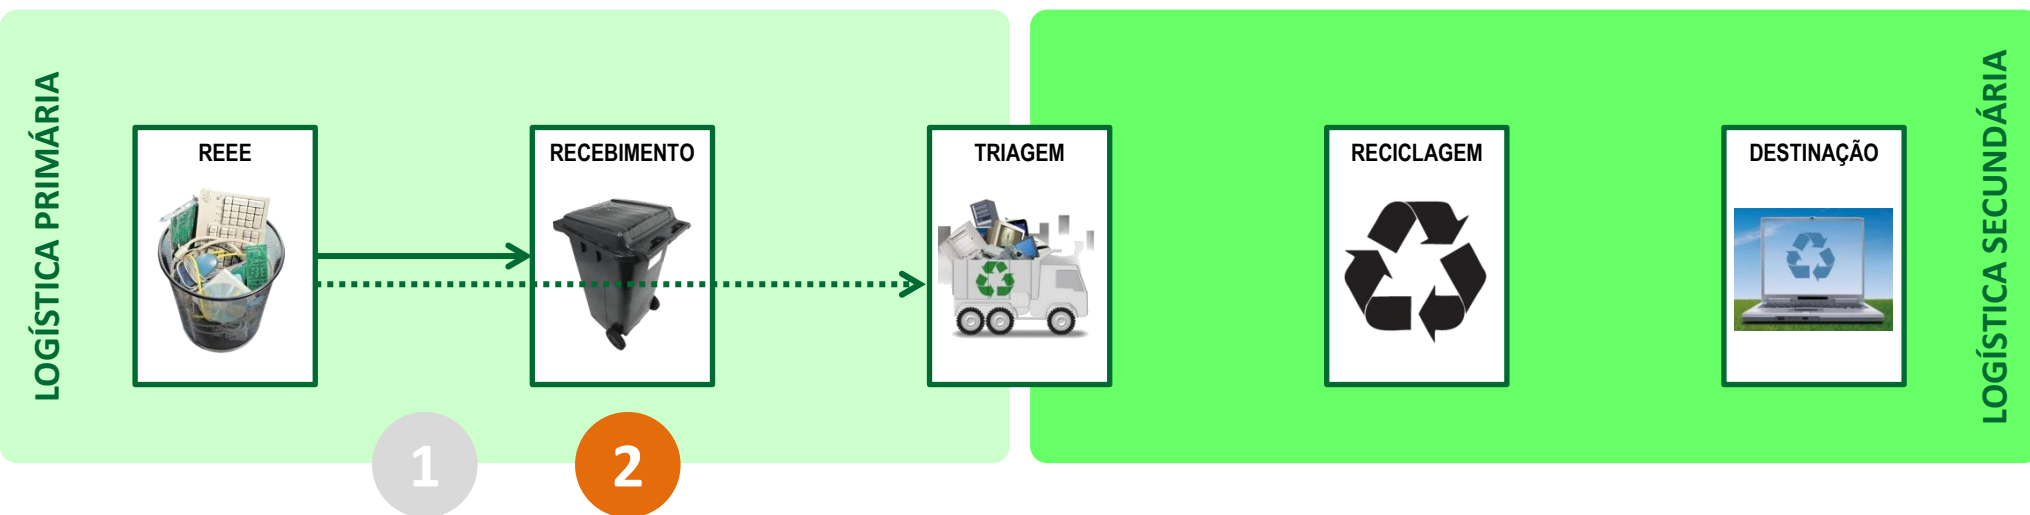 LOGÍSTICA PRIMÁRIA
REEE
RECEBIMENTO
TRIAGEM
RECICLAGEM
DESTINAÇÃO
LOGÍSTICA SECUNDÁRIA
1
2